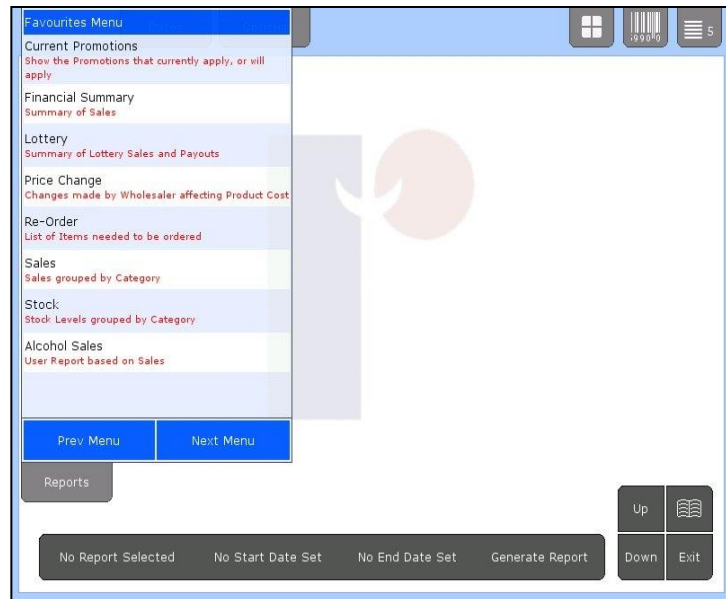 Favourites Menu
Current Promotions
Show the Promotions that currently apply, or will
apply
Financial Summary
Summary of Sales
Lottery
Summary of Lottery Sales and Payouts
Price Change
Changes made by Wholesaler affecting Product Cost
Re-Order
List of Items needed to be ordered
Sales
Sales grouped by Category
Stock
Stock Levels grouped by Category
Alcohol Sales
User Report based on Sales
Prev Menu Next Menu
Reports
5
Up
No Report Selected No Start Date Set No End Date Set Generate Report Down Exit